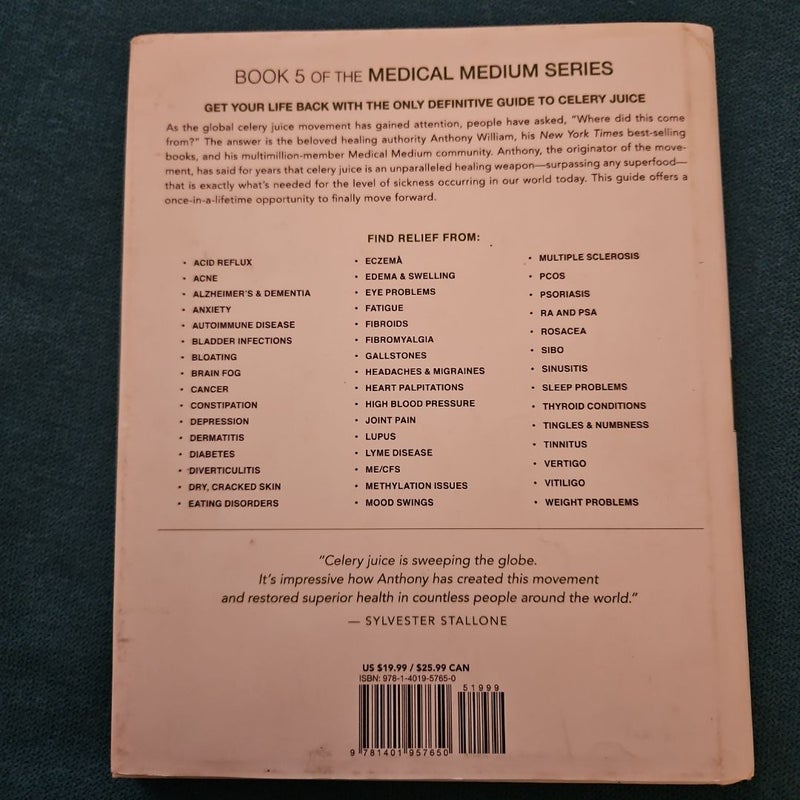 BOOK 5 OF THE MEDICAL MEDIUM SERIES
GET YOUR LIFE BACK WITH THE ONLY DEFINITIVE GUIDE TO CELERY JUICE
As the global celery juice movement has gained attention, people have asked, "Where did this come
from?" The answer is the beloved healing authority Anthony William, his New York Times best-selling
books, and his multimillion-member Medical Medium community. Anthony, the originator of the move-
ment, has said for years that celery juice is an unparalleled healing weapon—surpassing any superfood—
that is exactly what's needed for the level of sickness occurring in our world today. This guide offers a
once-in-a-lifetime opportunity to finally move forward.
FIND RELIEF FROM:
• ACID REFLUX
• ACNE
• ALZHEIMER'S & DEMENTIA
• ANXIETY
• AUTOIMMUNE DISEASE
• BLADDER INFECTIONS
• BLOATING
• BRAIN FOG
• CANCER
• CONSTIPATION
• DEPRESSION
• DERMATITIS
• DIABETES
• DIVERTICULITIS
• DRY, CRACKED SKIN
• EATING DISORDERS
• ECZEMA
• EDEMA & SWELLING
• EYE PROBLEMS
• FATIGUE
• FIBROIDS
• FIBROMYALGIA
• GALLSTONES
• HEADACHES & MIGRAINES
• HEART PALPITATIONS
• HIGH BLOOD PRESSURE
• JOINT PAIN
• LUPUS
• LYME DISEASE
• ME/CFS
• METHYLATION ISSUES
• MOOD SWINGS
• MULTIPLE SCLEROSIS
• PCOS
• PSORIASIS
• RA AND PSA
• ROSACEA
• SIBO
• SINUSITIS
• SLEEP PROBLEMS
• THYROID CONDITIONS
• TINGLES & NUMBNESS
• TINNITUS
• VERTIGO
• VITILIGO
• WEIGHT PROBLEMS
"Celery juice is sweeping the globe.
It's impressive how Anthony has created this movement
and restored superior health in countless people around the world."
— SYLVESTER STALLONE
US $19.99 / $25.99 CAN
ISBN: 978-1-4019-5765-0
51999
9 781401 957650